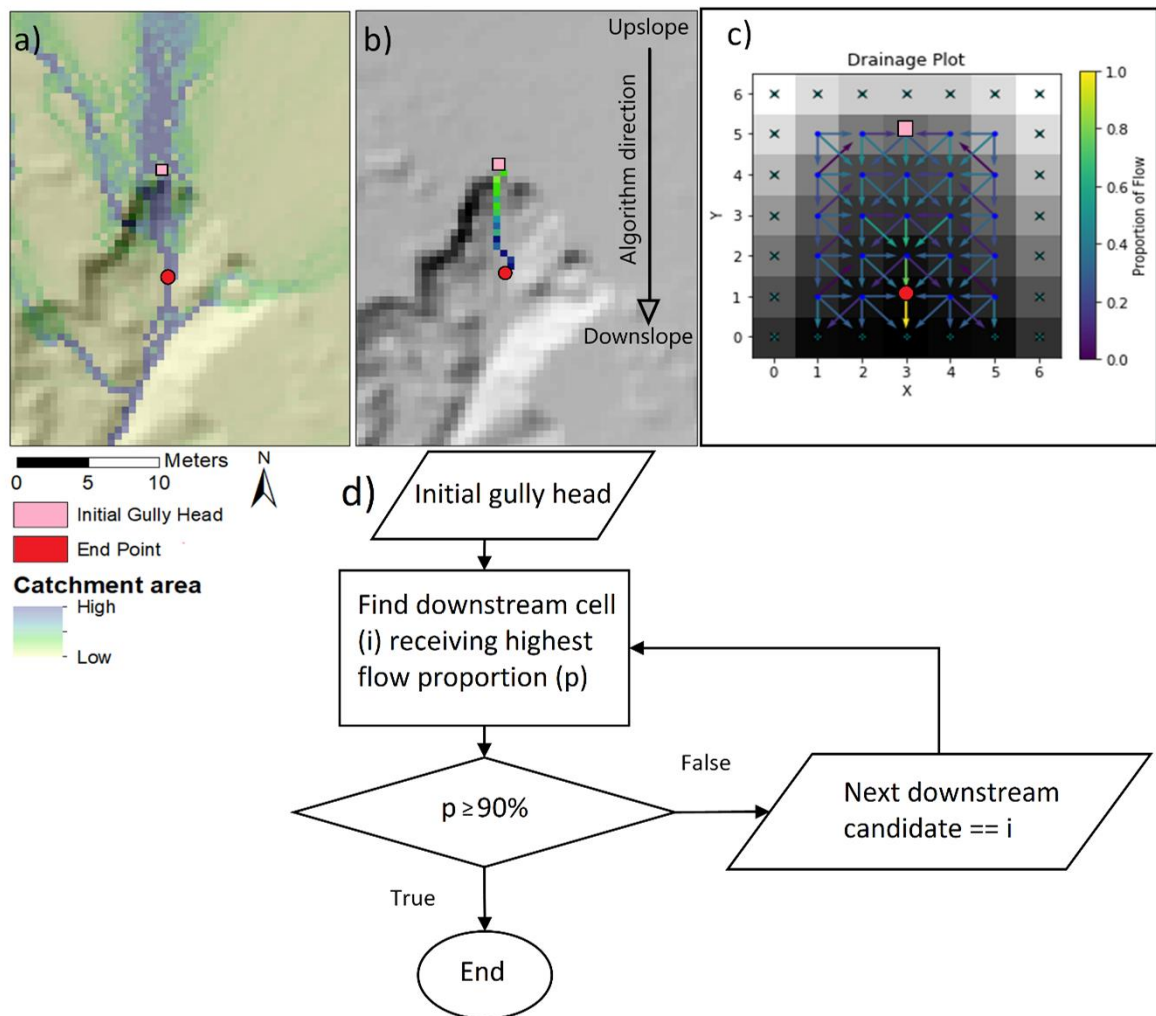 a)
b)
Upslope
Algorithm direction
Downslope
c)
Drainage Plot
6
5
4
3
2
1
0
Y
0 1 2 3 4 5 6
X
1.0
0.8
0.6
0.4
0.2
0.0
Proportion of Flow
Meters
0 5 10
N
Initial Gully Head
End Point
Catchment area
High
Low
d)
Initial gully head
Find downstream cell
(i) receiving highest
flow proportion (p)
p ≥ 90%
False
Next downstream
candidate == i
True
End